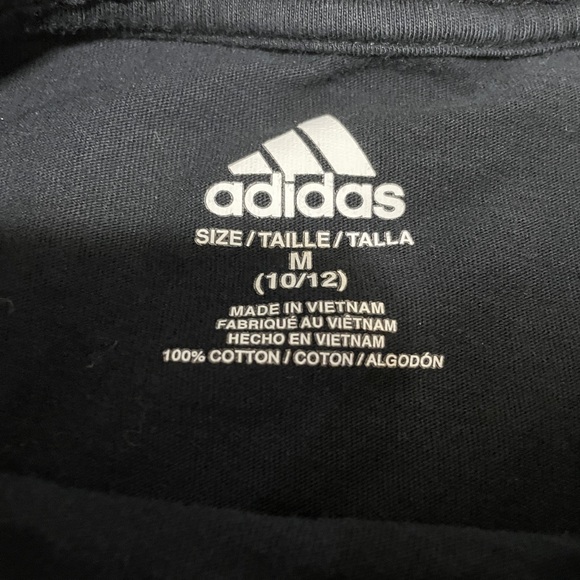 adidas
SIZE/TAILLE/TALLA
M
(10/12)
MADE IN VIETNAM
FABRIQUÉ AU VIÊTNAM
HECHO EN VIETNAM
100% COTTON/COTON/ALGODÓN